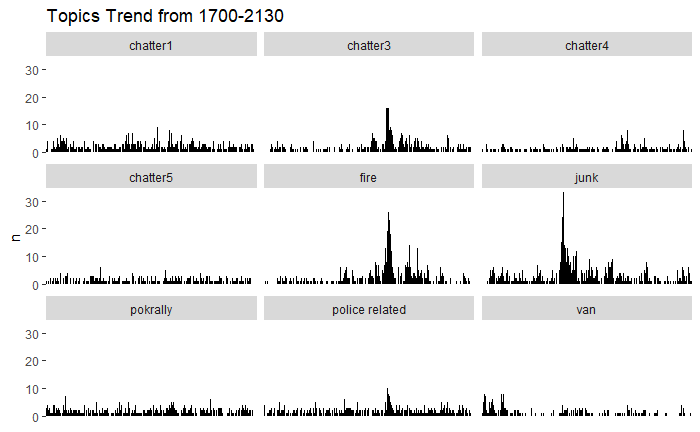 Topics Trend from 1700-2130
chatter1 chatter3 chatter4
30
20
10
0
chatter5 fire junk
n
30
20
10
0
pokrally police related van
30
20
10
0